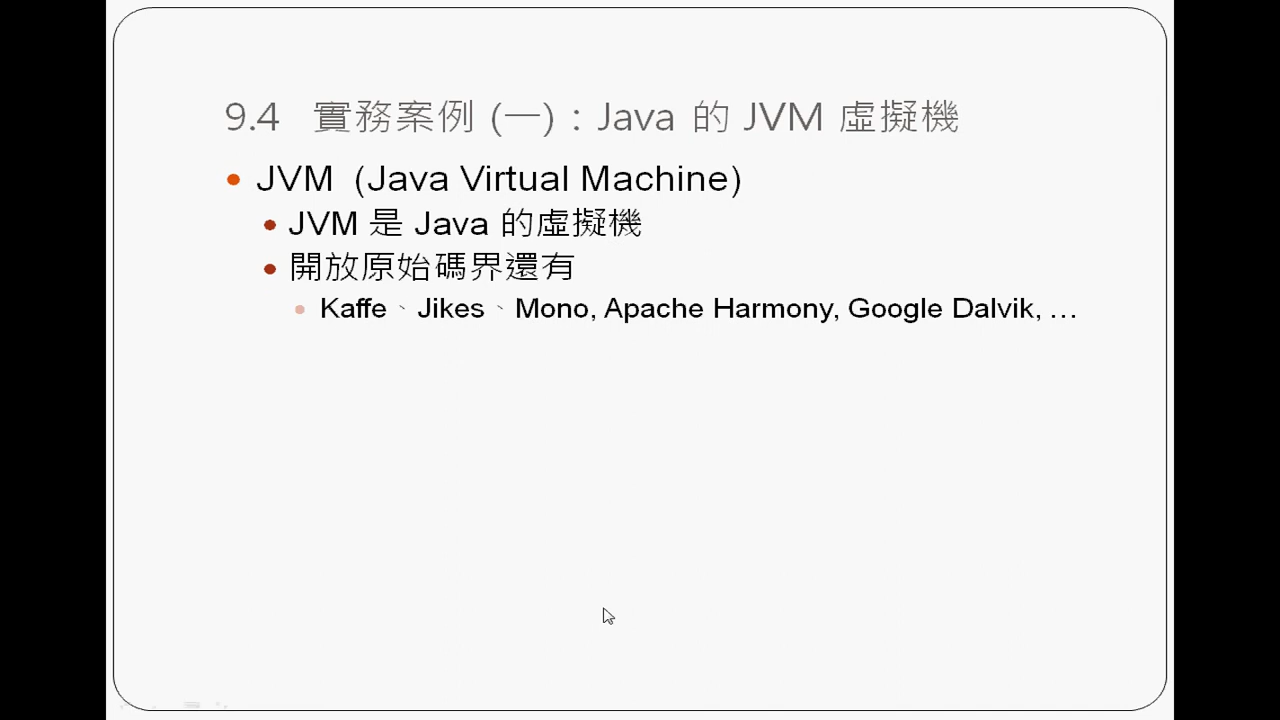 9.4 實務案例 (一)：Java 的 JVM 虛擬機
JVM (Java Virtual Machine)
JVM 是 Java 的虛擬機
開放原始碼界還有
Kaffe、Jikes、Mono, Apache Harmony, Google Dalvik, …